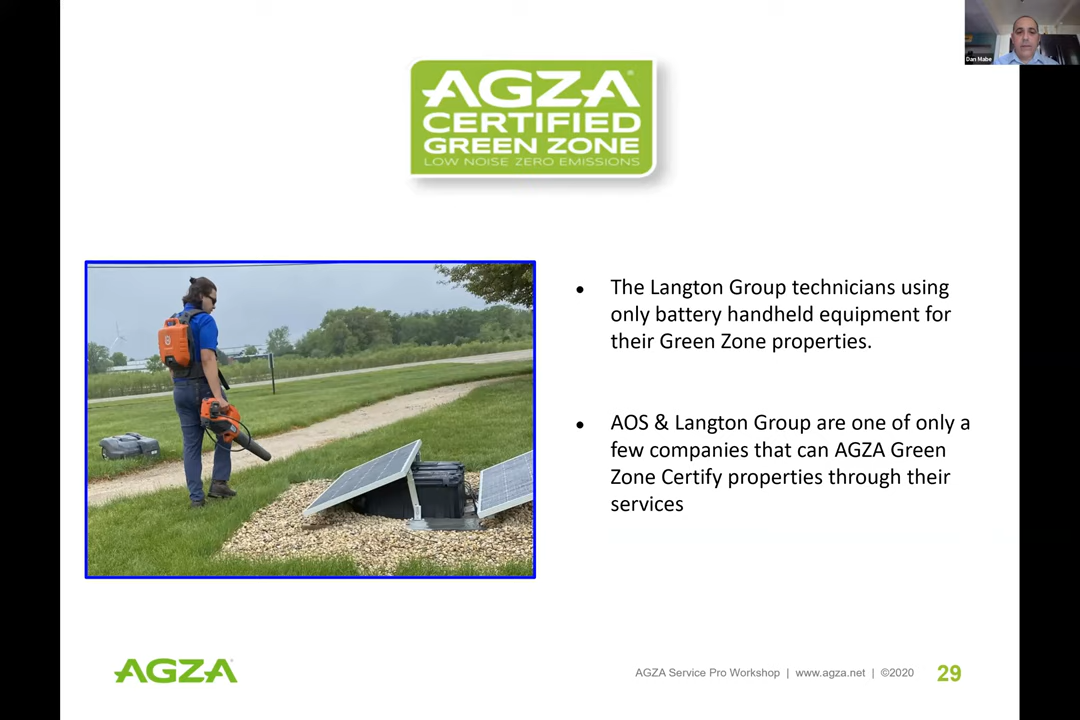 Dan Mabe
AGZA®
CERTIFIED
GREEN ZONE
LOW NOISE ZERO EMISSIONS
● The Langton Group technicians using
only battery handheld equipment for
their Green Zone properties.
● AOS & Langton Group are one of only a
few companies that can AGZA Green
Zone Certify properties through their
services
AGZA®
AGZA Service Pro Workshop | www.agza.net | ©2020 29